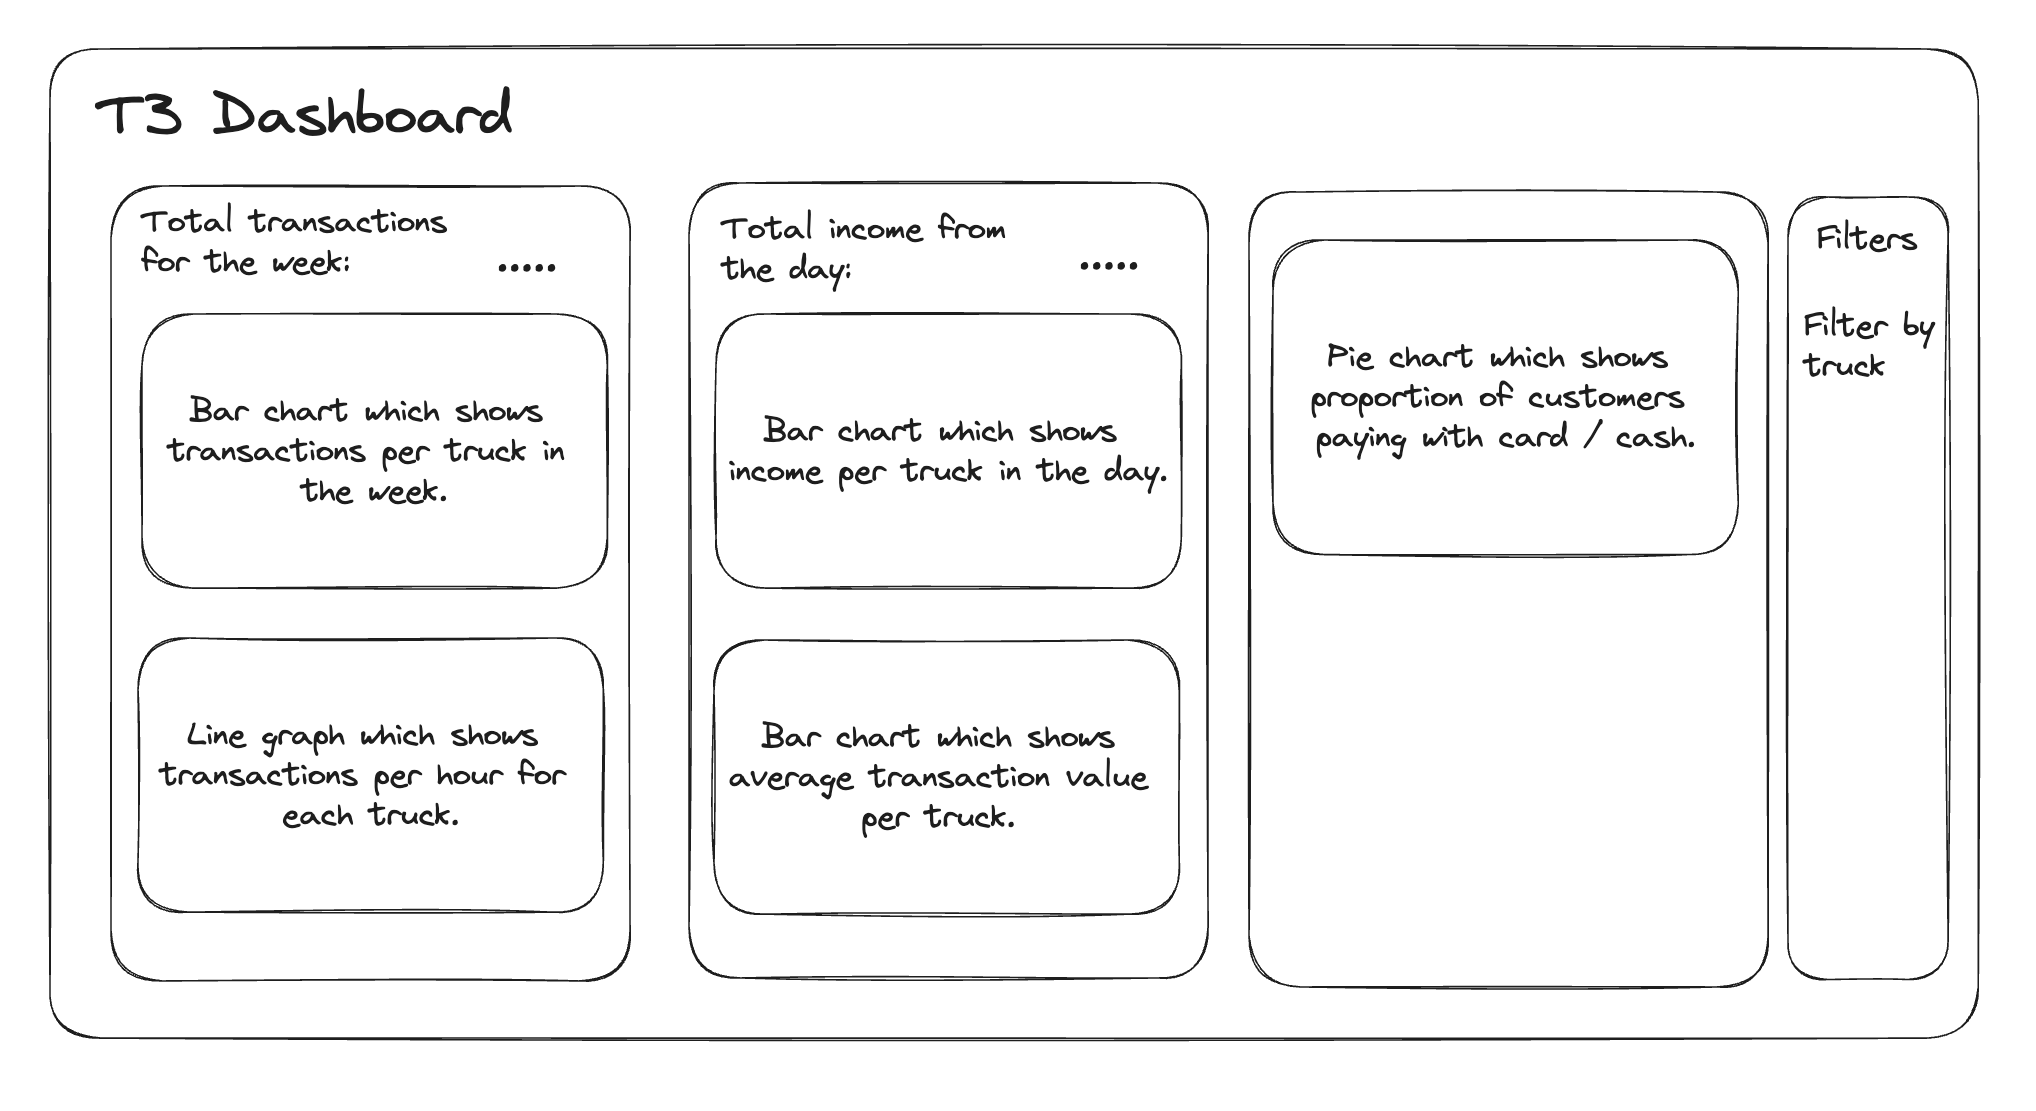 T3 Dashboard
Total transactions
for the week: .....
Bar chart which shows
transactions per truck in
the week.
Line graph which shows
transactions per hour for
each truck.
Total income from
the day: .....
Bar chart which shows
income per truck in the day.
Bar chart which shows
average transaction value
per truck.
Pie chart which shows
proportion of customers
paying with card / cash.
Filters
Filter by
truck